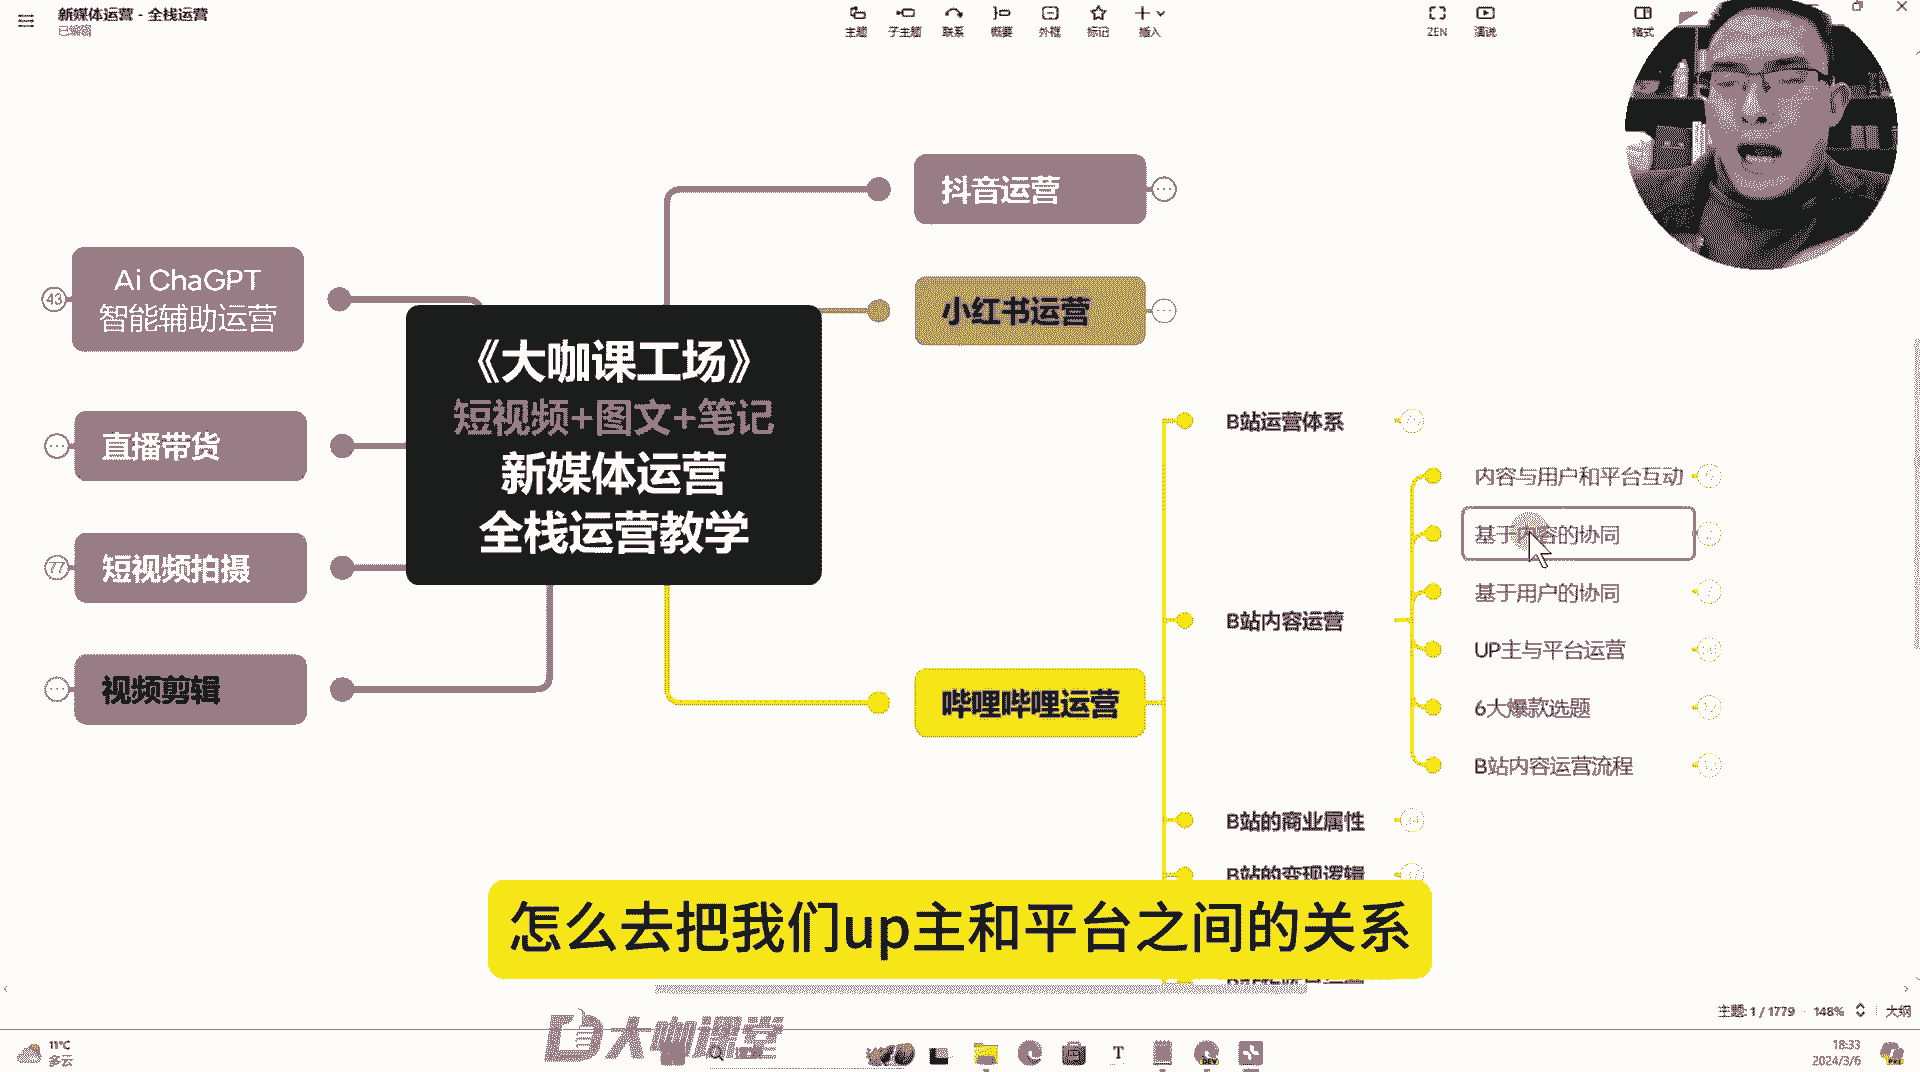 新媒体运营 - 全栈运营
已编辑
主题
子主题
联系
概要
外框
标记
插入
ZEN
演说
格式
抖音运营
小红书运营
Ai ChaGPT
智能辅助运营
43
直播带货
短视频拍摄
77
视频剪辑
《大咖课工场》
短视频+图文+笔记
新媒体运营
全栈运营教学
哔哩哔哩运营
B站运营体系
B站内容运营
内容与用户和平台互动
基于内容的协同
基于用户的协同
UP主与平台运营
6大爆款选题
B站内容运营流程
B站的商业属性
B站的变现逻辑
怎么去把我们up主和平台之间的关系
主题: 1 / 1779
148%
大纲
大咖课堂
11°C
多云
T
DEV
18:33
2024/3/6